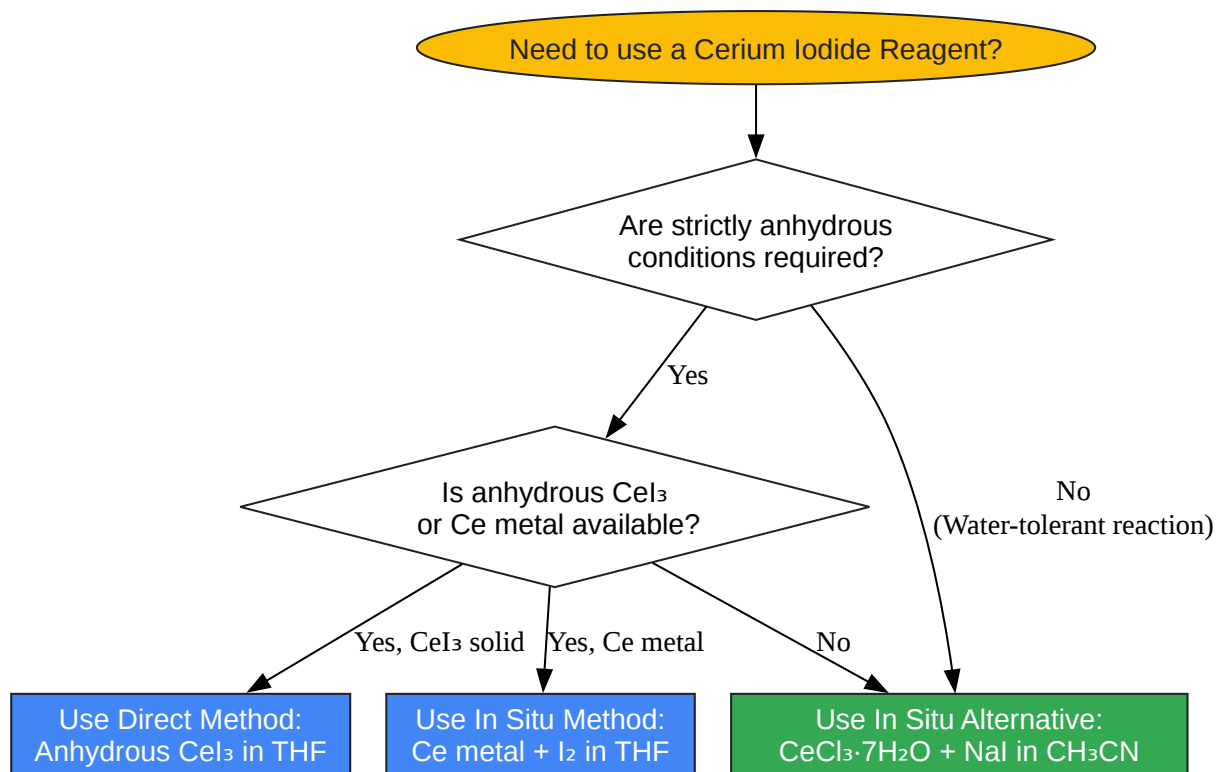 Need to use a Cerium Iodide Reagent?
Are strictly anhydrous
conditions required?
Yes
No
(Water-tolerant reaction)
Is anhydrous CeI₃
or Ce metal available?
Yes, CeI₃ solid
Yes, Ce metal
No
Use Direct Method:
Anhydrous CeI₃ in THF
Use In Situ Method:
Ce metal + I₂ in THF
Use In Situ Alternative:
CeCl₃·7H₂O + NaI in CH₃CN